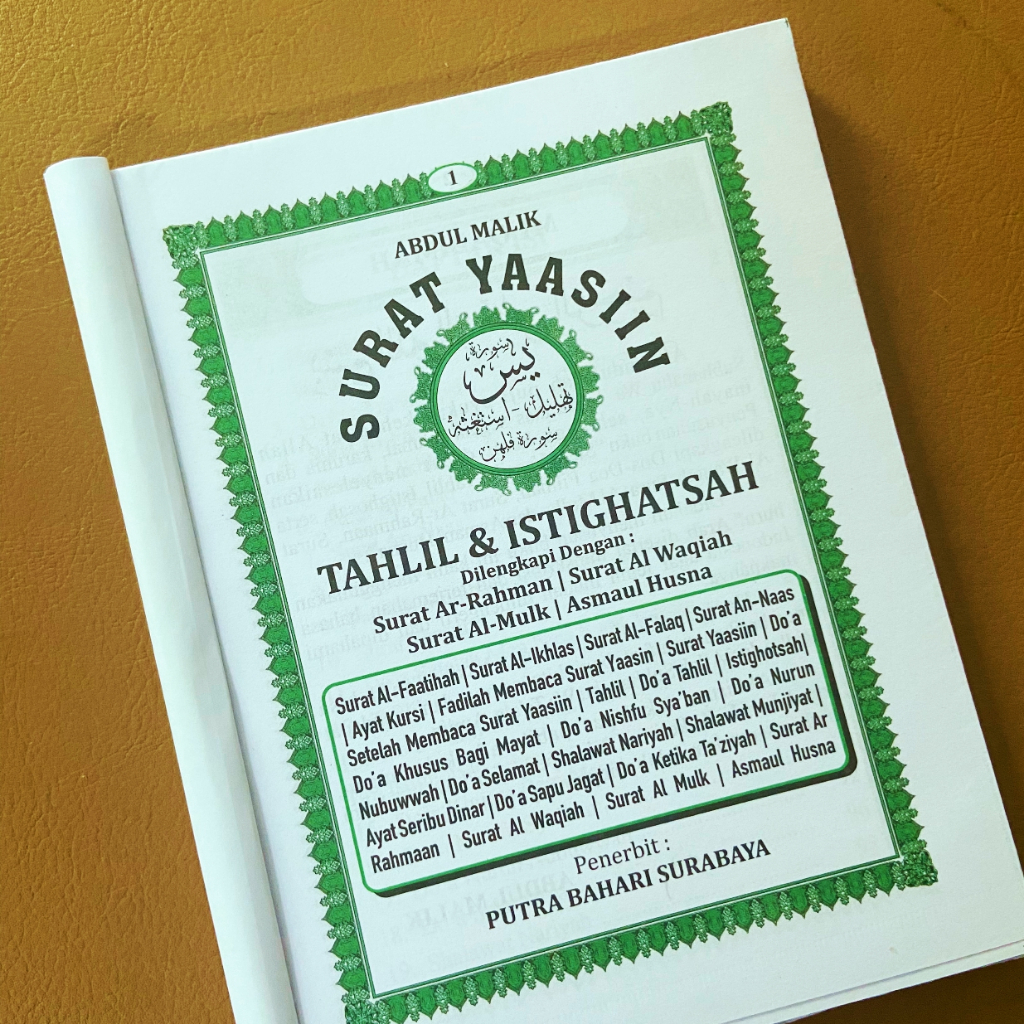 1
ABDUL MALIK
SURAT YAASIIN
سورة
يس
تهليل - استغثه
TAHLIL & ISTIGHATSAH
Dilengkapi Dengan :
Surat Ar-Rahman | Surat Al Waqiah
Surat Al-Mulk | Asmaul Husna
Surat Al-Faatihah | Surat Al-Ikhlas | Surat Al-Falaq | Surat An-Naas
| Ayat Kursi | Fadilah Membaca Surat Yaasin | Surat Yaasiin | Do'a
Setelah Membaca Surat Yaasiin | Tahlil | Do'a Tahlil | Istighotsah|
Do'a Khusus Bagi Mayat | Do'a Nishfu Sya'ban | Do'a Nurun
Nubuwwah | Do'a Selamat | Shalawat Nariyah | Shalawat Munjiyat |
Ayat Seribu Dinar | Do'a Sapu Jagat | Do'a Ketika Ta'ziyah | Surat Ar
Rahmaan | Surat Al Waqiah | Surat Al Mulk | Asmaul Husna
Penerbit :
PUTRA BAHARI SURABAYA